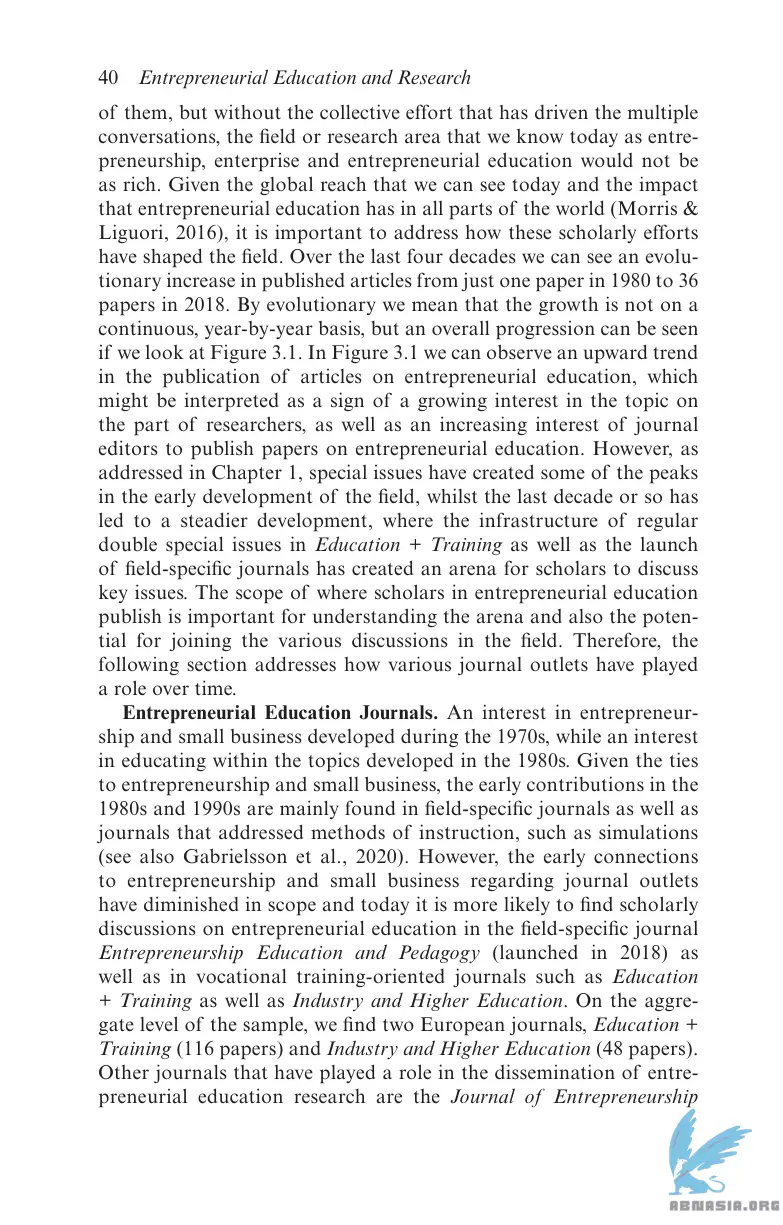 40 Entrepreneurial Education and Research
of them, but without the collective effort that has driven the multiple
conversations, the field or research area that we know today as entre-
preneurship, enterprise and entrepreneurial education would not be
as rich. Given the global reach that we can see today and the impact
that entrepreneurial education has in all parts of the world (Morris &
Liguori, 2016), it is important to address how these scholarly efforts
have shaped the field. Over the last four decades we can see an evolu-
tionary increase in published articles from just one paper in 1980 to 36
papers in 2018. By evolutionary we mean that the growth is not on a
continuous, year-by-year basis, but an overall progression can be seen
if we look at Figure 3.1. In Figure 3.1 we can observe an upward trend
in the publication of articles on entrepreneurial education, which
might be interpreted as a sign of a growing interest in the topic on
the part of researchers, as well as an increasing interest of journal
editors to publish papers on entrepreneurial education. However, as
addressed in Chapter 1, special issues have created some of the peaks
in the early development of the field, whilst the last decade or so has
led to a steadier development, where the infrastructure of regular
double special issues in Education + Training as well as the launch
of field-specific journals has created an arena for scholars to discuss
key issues. The scope of where scholars in entrepreneurial education
publish is important for understanding the arena and also the poten-
tial for joining the various discussions in the field. Therefore, the
following section addresses how various journal outlets have played
a role over time.
Entrepreneurial Education Journals. An interest in entrepreneur-
ship and small business developed during the 1970s, while an interest
in educating within the topics developed in the 1980s. Given the ties
to entrepreneurship and small business, the early contributions in the
1980s and 1990s are mainly found in field-specific journals as well as
journals that addressed methods of instruction, such as simulations
(see also Gabrielsson et al., 2020). However, the early connections
to entrepreneurship and small business regarding journal outlets
have diminished in scope and today it is more likely to find scholarly
discussions on entrepreneurial education in the field-specific journal
Entrepreneurship Education and Pedagogy (launched in 2018) as
well as in vocational training-oriented journals such as Education
+ Training as well as Industry and Higher Education. On the aggre-
gate level of the sample, we find two European journals, Education +
Training (116 papers) and Industry and Higher Education (48 papers).
Other journals that have played a role in the dissemination of entre-
preneurial education research are the Journal of Entrepreneurship
ABNASIA.ORG